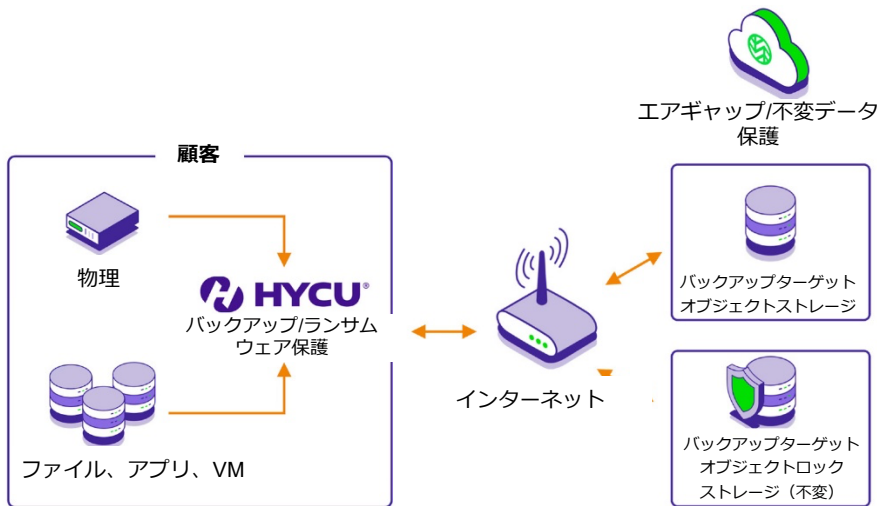 エアギャップ/不変データ
保護
顧客
物理
HYCU®
バックアップ/ランサム
ウェア保護
ファイル、アプリ、VM
インターネット
バックアップターゲット
オブジェクトストレージ
バックアップターゲット
オブジェクトロック
ストレージ（不変）